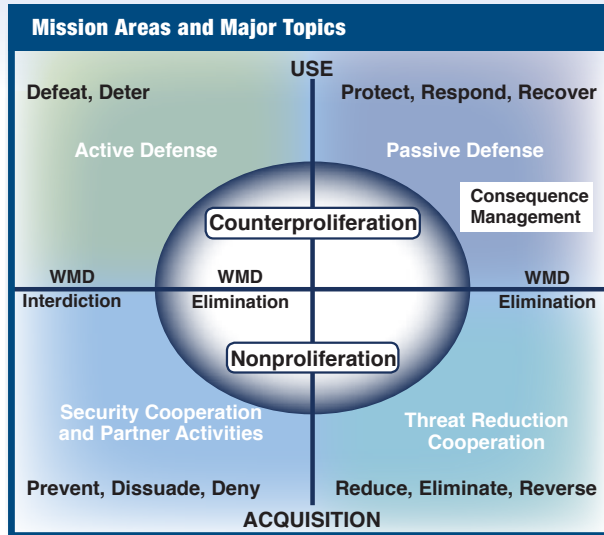 Mission Areas and Major Topics
USE
Defeat, Deter
Protect, Respond, Recover
Active Defense
Passive Defense
Consequence
Management
Counterproliferation
WMD
Interdiction
WMD
Elimination
WMD
Elimination
Nonproliferation
Security Cooperation
and Partner Activities
Threat Reduction
Cooperation
Prevent, Dissuade, Deny
Reduce, Eliminate, Reverse
ACQUISITION